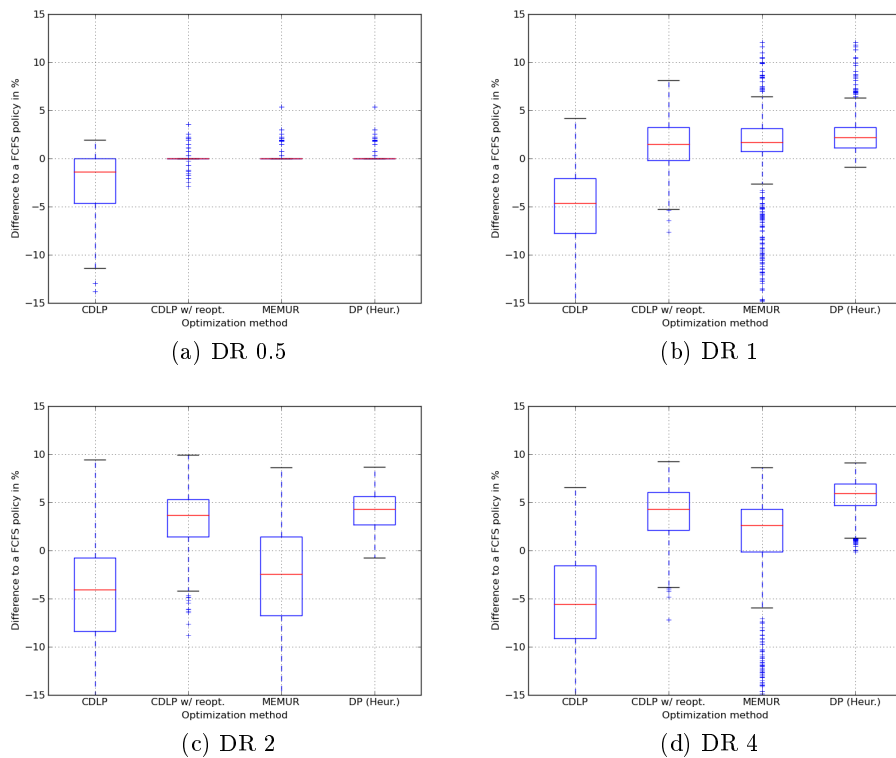 15
10
5
0
−5
−10
−15
Difference to a FCFS policy in %
CDLP
CDLP w/ reopt.
MEMUR
DP (Heur.)
Optimization method
(a) DR 0.5
15
10
5
0
−5
−10
−15
Difference to a FCFS policy in %
CDLP
CDLP w/ reopt.
MEMUR
DP (Heur.)
Optimization method
(b) DR 1
15
10
5
0
−5
−10
−15
Difference to a FCFS policy in %
CDLP
CDLP w/ reopt.
MEMUR
DP (Heur.)
Optimization method
(c) DR 2
15
10
5
0
−5
−10
−15
Difference to a FCFS policy in %
CDLP
CDLP w/ reopt.
MEMUR
DP (Heur.)
Optimization method
(d) DR 4